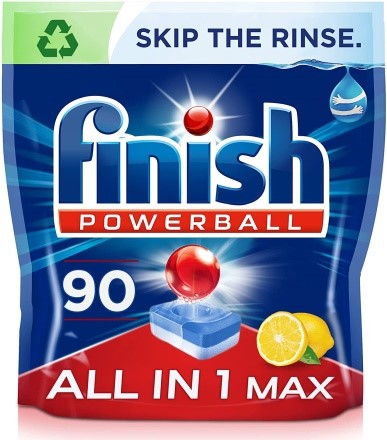 SKIP THE RINSE.
finish
POWERBALL
90
ALL IN 1 MAX